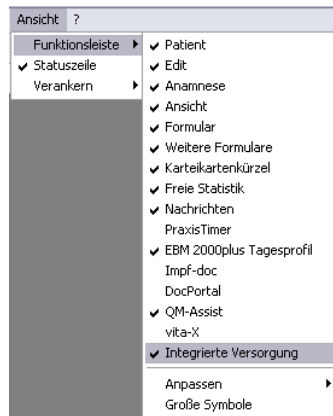 Ansicht ?
Funktionsleiste
Statuszeile
Verankern
Patient
Edit
Anamnese
Ansicht
Formular
Weitere Formulare
Karteikartenkürzel
Freie Statistik
Nachrichten
PraxisTimer
EBM 2000plus Tagesprofil
Impf-doc
DocPortal
QM-Assist
vita-X
Integrierte Versorgung
Anpassen
Große Symbole